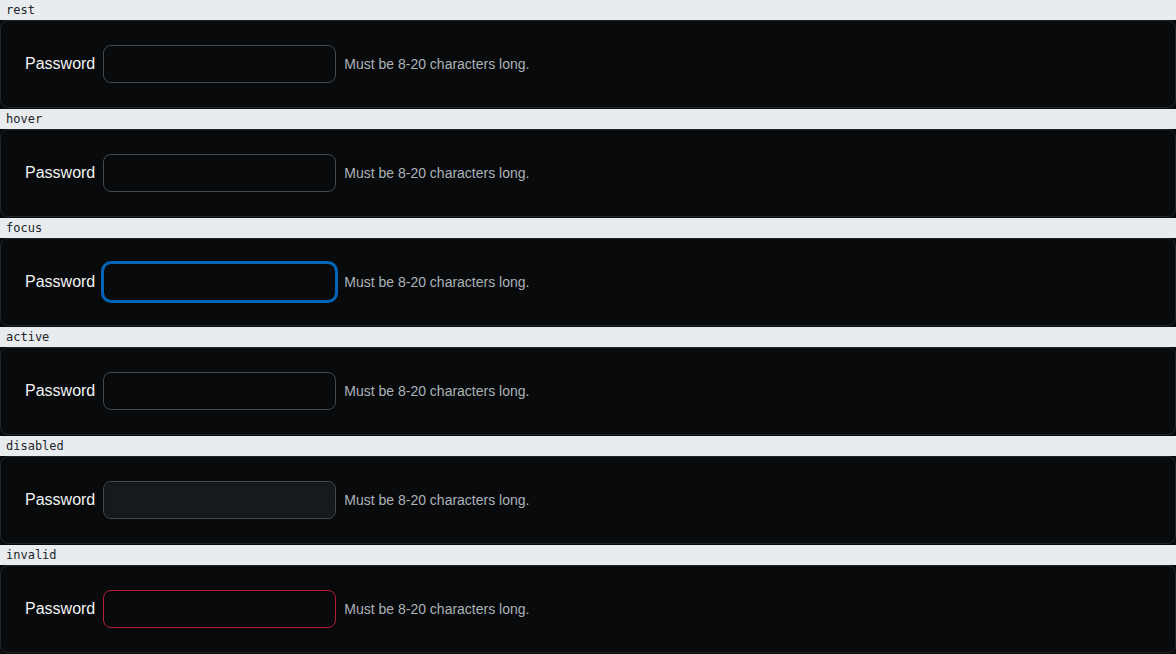 rest
Password Must be 8-20 characters long.
hover
Password Must be 8-20 characters long.
focus
Password Must be 8-20 characters long.
active
Password Must be 8-20 characters long.
disabled
Password Must be 8-20 characters long.
invalid
Password Must be 8-20 characters long.